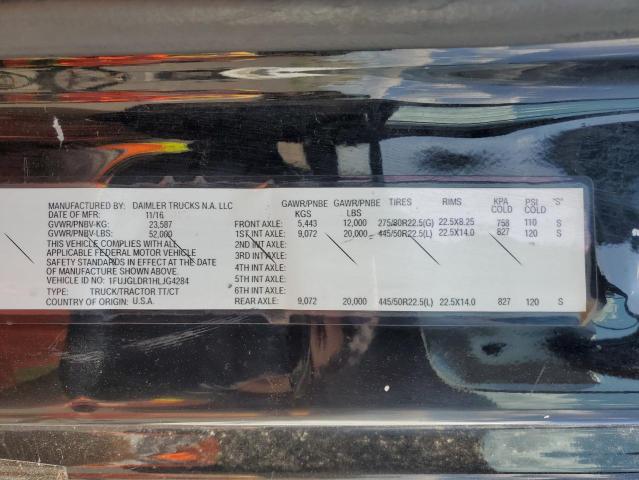 MANUFACTURED BY: DAIMLER TRUCKS N.A. LLC GAWR/PNBE KGS GAWR/PNBE LBS TIRES RIMS KPA COLD PSI COLD "S"
DATE OF MFR: 11/16
GVWR/PNBV-KG: 23,587 FRONT AXLE: 5,443 12,000 275/80R22.5(G) 22.5X8.25 758 110 S
GVWR/PNBV-LBS: 52,000 1ST INT AXLE: 9,072 20,000 445/50R22.5(L) 22.5X14.0 827 120 S
THIS VEHICLE COMPLIES WITH ALL 2ND INT AXLE:
APPLICABLE FEDERAL MOTOR VEHICLE 3RD INT AXLE:
SAFETY STANDARDS IN EFFECT AT THE DATE 4TH INT AXLE:
OF MANUFACTURE SHOWN ABOVE. 5TH INT AXLE:
VEHICLE ID NO: 1FUJGLDR1HLJG4284
TYPE: TRUCK/TRACTOR TT/CT 6TH INT AXLE:
COUNTRY OF ORIGIN: U.S.A. REAR AXLE: 9,072 20,000 445/50R22.5(L) 22.5X14.0 827 120 S